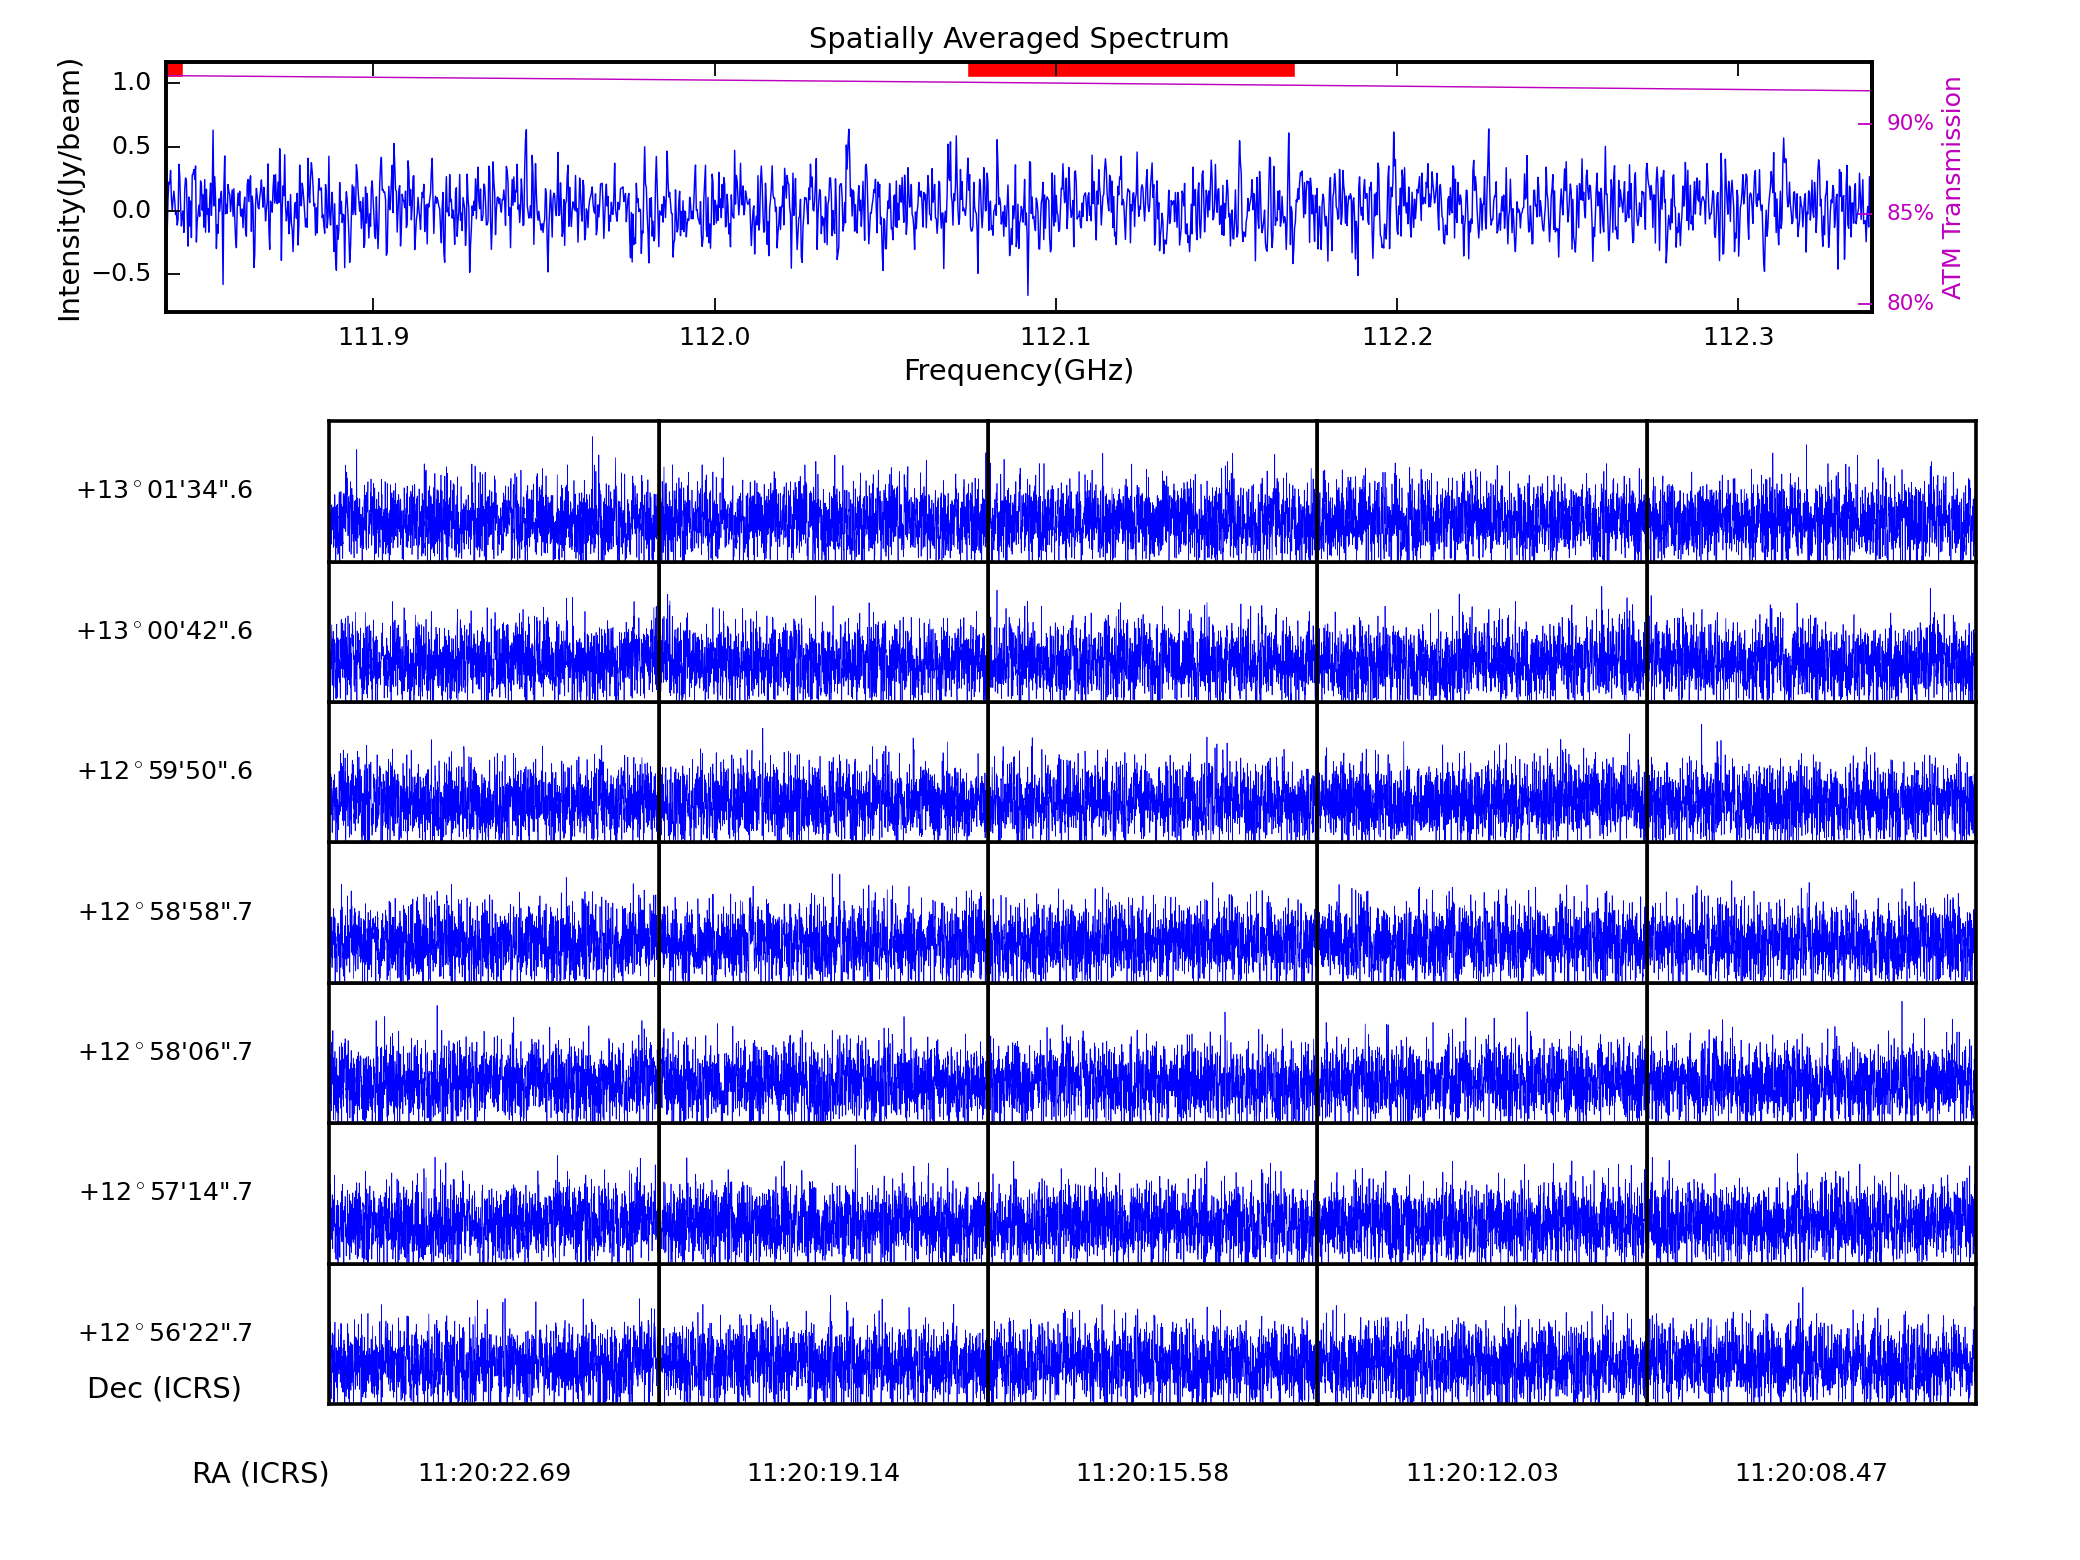 Spatially Averaged Spectrum
Intensity(Jy/beam)
1.0
0.5
0.0
−0.5
90%
85%
80%
ATM Transmission
111.9 112.0 112.1 112.2 112.3
Frequency(GHz)
+13°01'34".6
+13°00'42".6
+12°59'50".6
+12°58'58".7
+12°58'06".7
+12°57'14".7
+12°56'22".7
Dec (ICRS)
RA (ICRS) 11:20:22.69 11:20:19.14 11:20:15.58 11:20:12.03 11:20:08.47